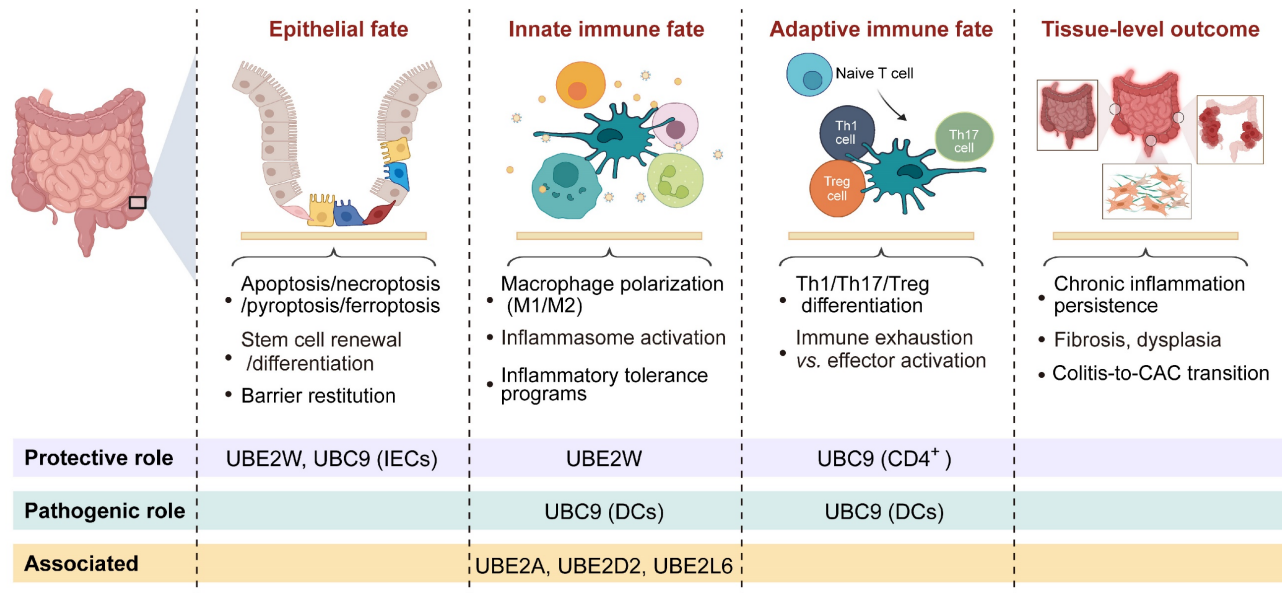 Epithelial fate
Innate immune fate
Adaptive immune fate
Tissue-level outcome
Naive T cell
Th1
cell
Th17
cell
Treg
cell
• Apoptosis/necroptosis
/pyroptosis/ferroptosis
• Stem cell renewal
/differentiation
• Barrier restitution
• Macrophage polarization
(M1/M2)
• Inflammasome activation
• Inflammatory tolerance
programs
• Th1/Th17/Treg
differentiation
• Immune exhaustion
vs. effector activation
• Chronic inflammation
persistence
• Fibrosis, dysplasia
• Colitis-to-CAC transition
Protective role
UBE2W, UBC9 (IECs)
UBE2W
UBC9 (CD4⁺ )
Pathogenic role
UBC9 (DCs)
UBC9 (DCs)
Associated
UBE2A, UBE2D2, UBE2L6